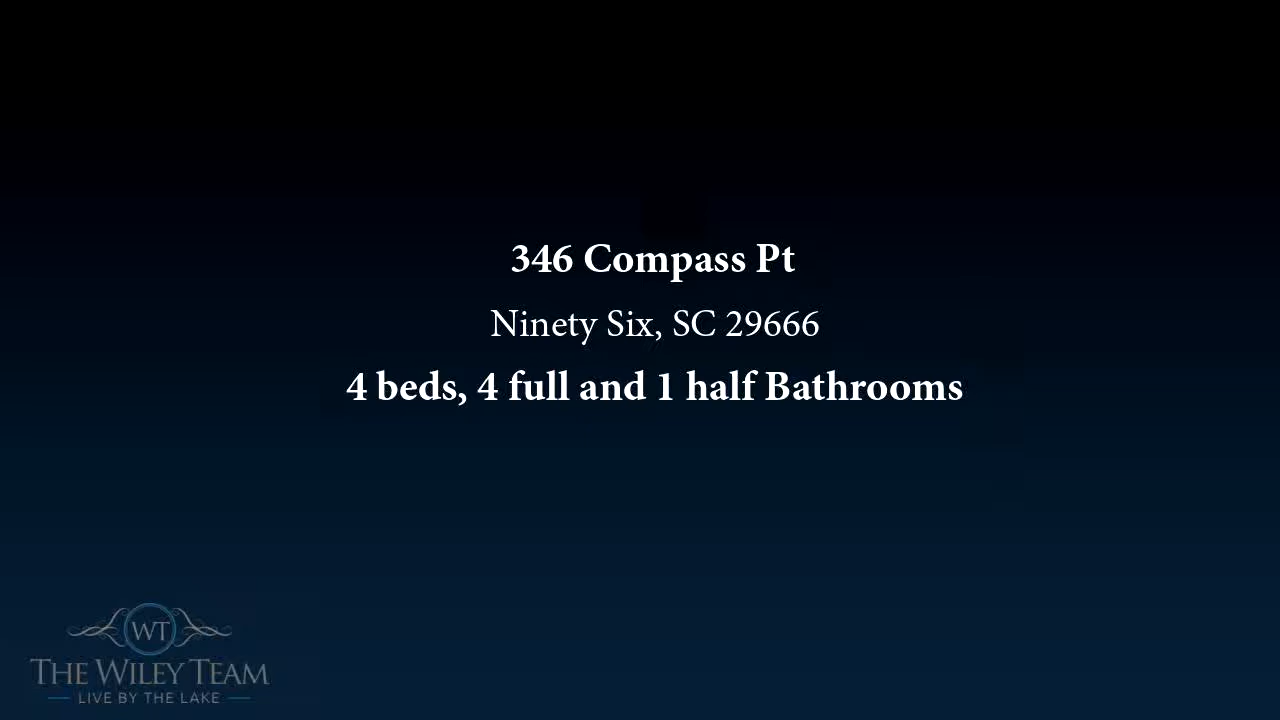 346 Compass Pt
Ninety Six, SC 29666
4 beds, 4 full and 1 half Bathrooms
WT
THE WILEY TEAM
LIVE BY THE LAKE